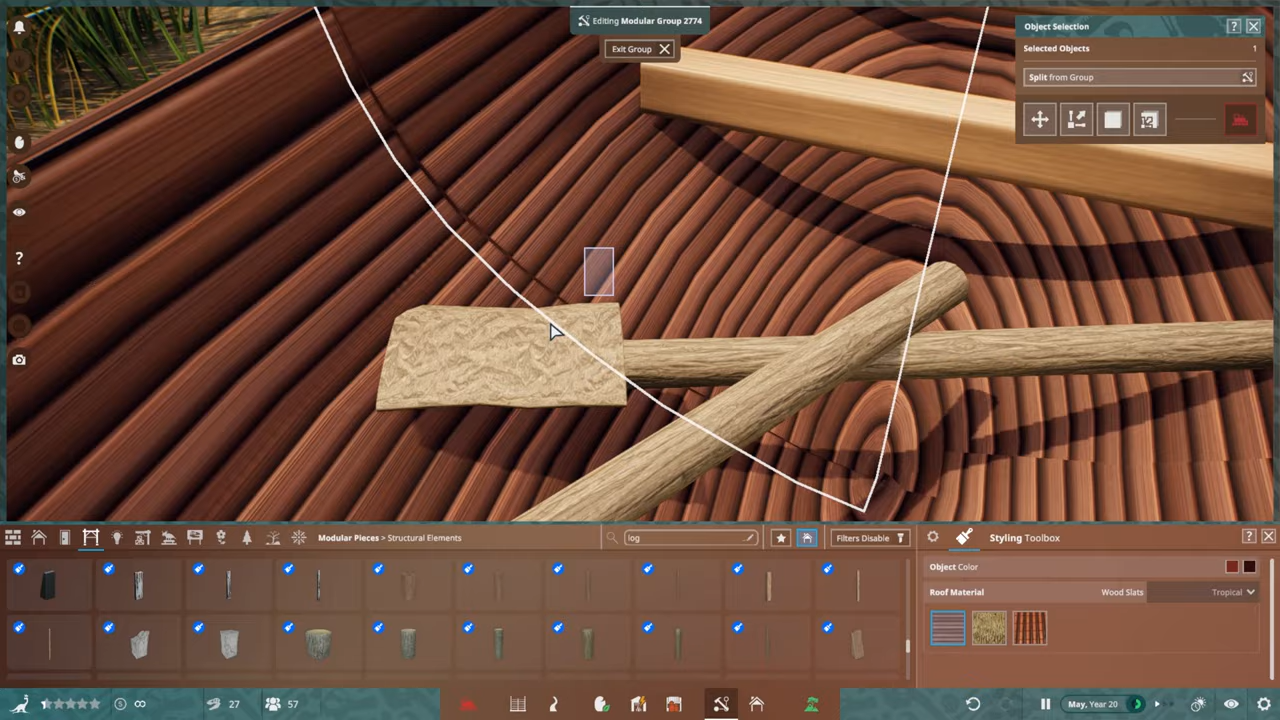 Editing Modular Group 2774
Exit Group
Object Selection
?
Selected Objects 1
Split from Group
12
?
Modular Pieces > Structural Elements
log
Filters Disable
Styling Toolbox
?
Object Color
Roof Material Wood Slats Tropical
27
57
May, Year 20